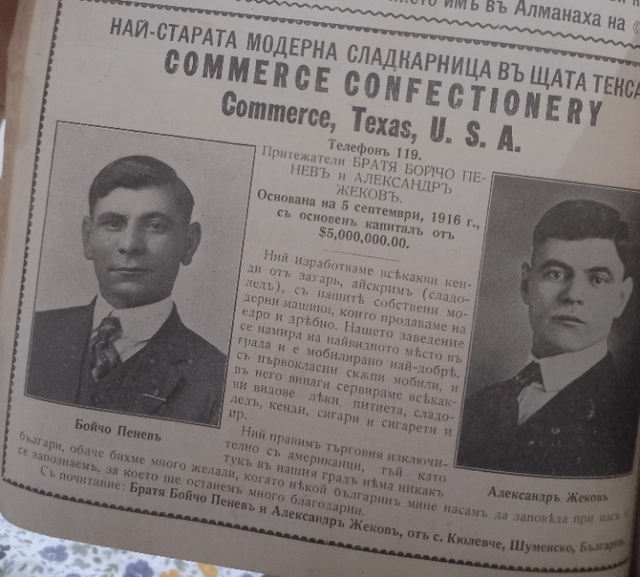 ието имъ въ Алманаха на «
НАЙ-СТАРАТА МОДЕРНА СЛАДКАРНИЦА ВЪ ЩАТА ТЕКСА
COMMERCE CONFECTIONERY
Commerce, Texas, U. S. A.
Телефонъ 119.
Притежатели БРАТЯ БОЙЧО ПЕ-
НЕВЪ и АЛЕКСАНДРЪ
ЖЕКОВЪ.
Основана на 5 септември, 1916 г.,
съ основенъ капиталъ отъ
$5,000,000.00.
Ний изработваме всѣкакви кен-
ди отъ захарь, айскримъ (сладо-
ледъ), съ нашитѣ собствени мо-
дерни машини, които продаваме на
едро и дрѣбно. Нашето заведение
се намира на найвидното мѣсто въ
града и е мобилирано най-добрѣ,
съ първокласни скѫпи мобили, и
въ него винаги сервираме всѣкак-
ви видове лѣки питиета, сладо-
ледъ, кенди, сигари и сигарети и
пр.
Ний правимъ търговия изключи-
телно съ американци, тъй като
тукъ въ нашия градъ нѣма никакъ
българи, обаче бихме много желали, когато нѣкой българинъ мине насамъ да заповѣда при насъ и
се запознаемъ, за което ще останемъ много благодарни.
Съ почитание: Братя Бойчо Пеневъ и Александръ Жековъ, отъ с. Кюлевче, Шуменско, България.
Бойчо Пеневъ
Александръ Жековъ